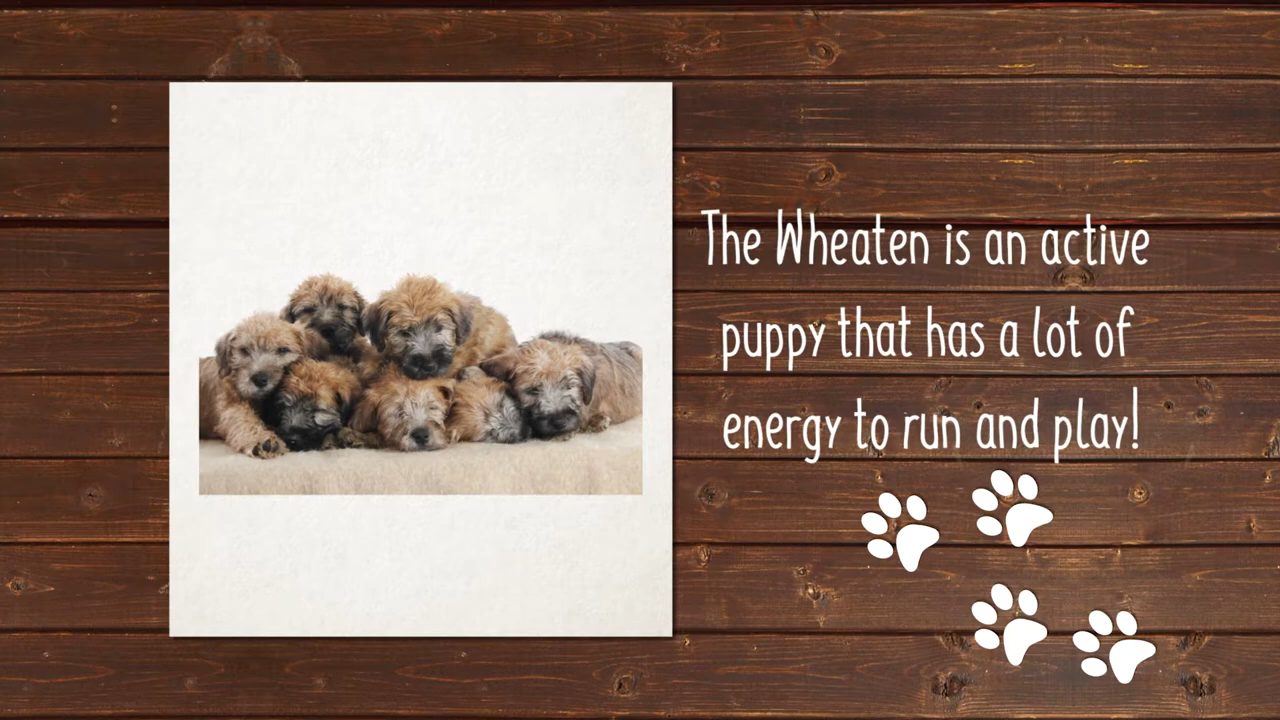 The Wheaten is an active
puppy that has a lot of
energy to run and play!